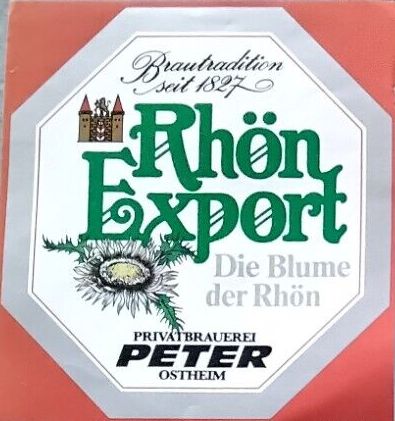 Brautradition
seit 1827
Rhön
Export
Die Blume
der Rhön
PRIVATBRAUEREI
PETER
OSTHEIM